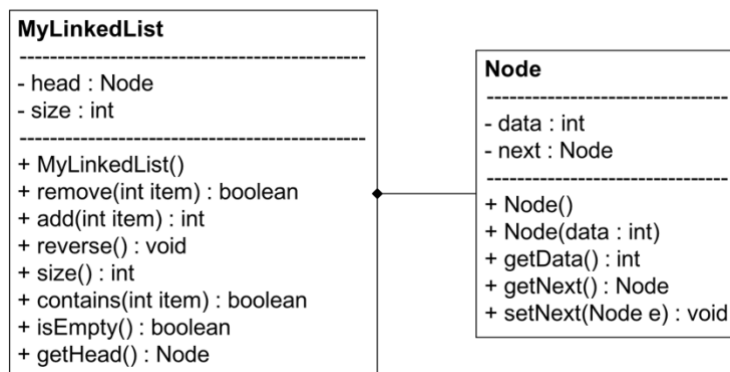 MyLinkedList
- head : Node
- size : int
+ MyLinkedList()
+ remove(int item) : boolean
+ add(int item) : int
+ reverse() : void
+ size() : int
+ contains(int item) : boolean
+ isEmpty() : boolean
+ getHead() : Node
Node
- data : int
- next : Node
+ Node()
+ Node(data : int)
+ getData() : int
+ getNext() : Node
+ setNext(Node e) : void